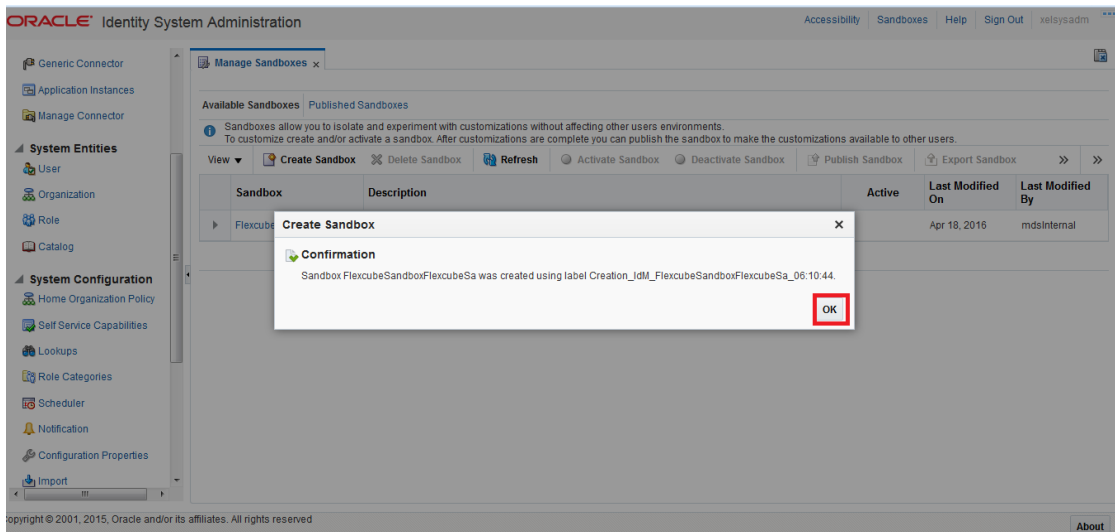 ORACLE® Identity System Administration
Accessibility Sandboxes Help Sign Out xelsysadm
Generic Connector
Application Instances
Manage Connector
System Entities
User
Organization
Role
Catalog
System Configuration
Home Organization Policy
Self Service Capabilities
Lookups
Role Categories
Scheduler
Notification
Configuration Properties
Import
Manage Sandboxes x
Available Sandboxes Published Sandboxes
Sandboxes allow you to isolate and experiment with customizations without affecting other users environments.
To customize create and/or activate a sandbox. After customizations are complete you can publish the sandbox to make the customizations available to other users.
View Create Sandbox Delete Sandbox Refresh Activate Sandbox Deactivate Sandbox Publish Sandbox Export Sandbox » »
Sandbox Description Active Last Modified On Last Modified By
Flexcube Apr 18, 2016 mdsInternal
Create Sandbox x
Confirmation
Sandbox FlexcubeSandboxFlexcubeSa was created using label Creation_IdM_FlexcubeSandboxFlexcubeSa_06:10:44.
OK
opyright © 2001, 2015, Oracle and/or its affiliates. All rights reserved
About